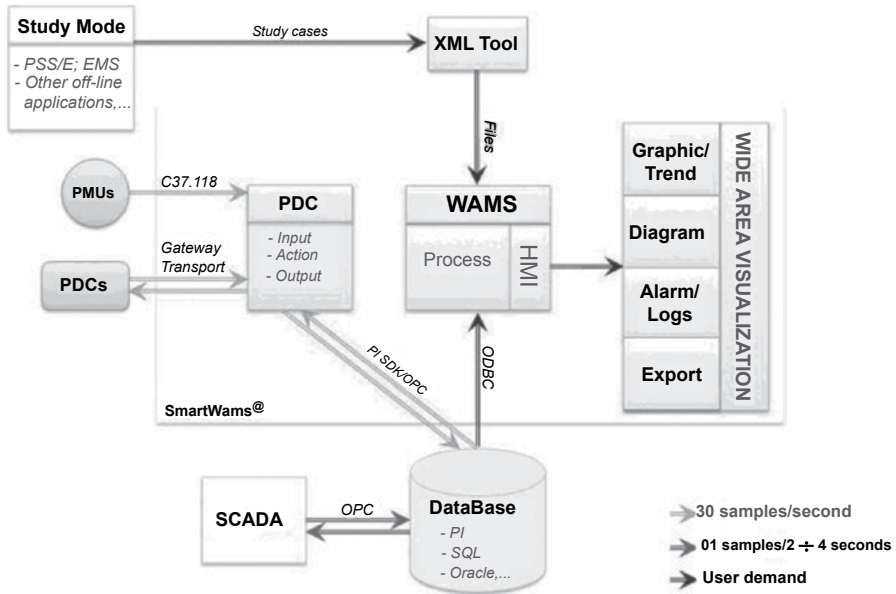 Study Mode
- PSS/E; EMS
- Other off-line
applications,...
Study cases
XML Tool
Files
PMUs
C37.118
PDC
- Input
- Action
- Output
Gateway
Transport
PDCs
WAMS
Process
HMI
Graphic/
Trend
Diagram
Alarm/
Logs
Export
WIDE AREA VISUALIZATION
PI SDK/OPC
ODBC
SmartWams@
SCADA
OPC
DataBase
- PI
- SQL
- Oracle,...
30 samples/second
01 samples/2 ÷ 4 seconds
User demand